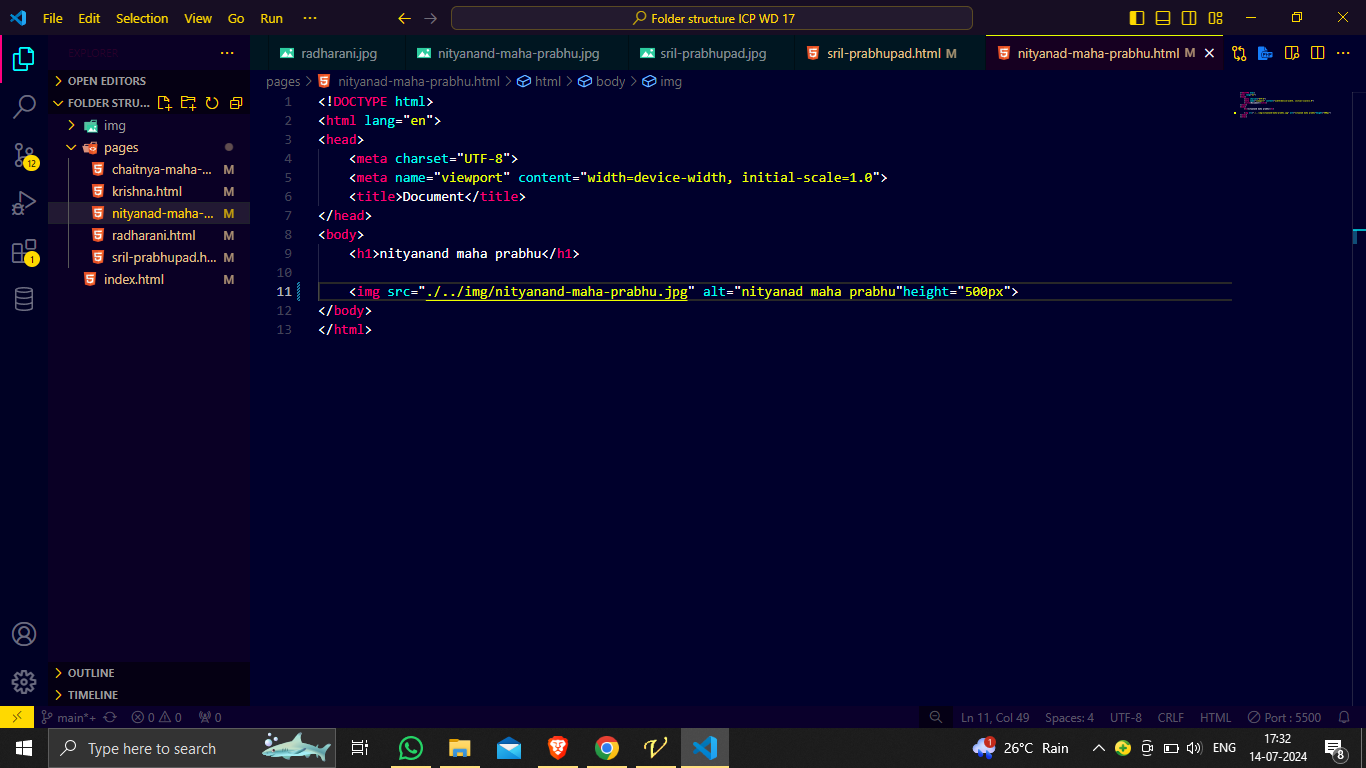 File Edit Selection View Go Run ··· Folder structure ICP WD 17
EXPLORER ···
radharani.jpg nityanand-maha-prabhu.jpg sril-prabhupad.jpg sril-prabhupad.html M nityanad-maha-prabhu.html M
OPEN EDITORS
FOLDER STRU...
img
pages
chaitnya-maha-... M
krishna.html M
nityanad-maha-... M
radharani.html M
sril-prabhupad.h... M
index.html M
OUTLINE
TIMELINE
pages > nityanad-maha-prabhu.html > html > body > img
1 <!DOCTYPE html>
2 <html lang="en">
3 <head>
4 <meta charset="UTF-8">
5 <meta name="viewport" content="width=device-width, initial-scale=1.0">
6 <title>Document</title>
7 </head>
8 <body>
9 <h1>nityanand maha prabhu</h1>
10
11 <img src="./../img/nityanand-maha-prabhu.jpg" alt="nityanad maha prabhu"height="500px">
12 </body>
13 </html>
12
1
main*+ 0 0 0 Ln 11, Col 49 Spaces: 4 UTF-8 CRLF HTML Port : 5500
Type here to search 1 26°C Rain ENG 17:32
14-07-2024 8